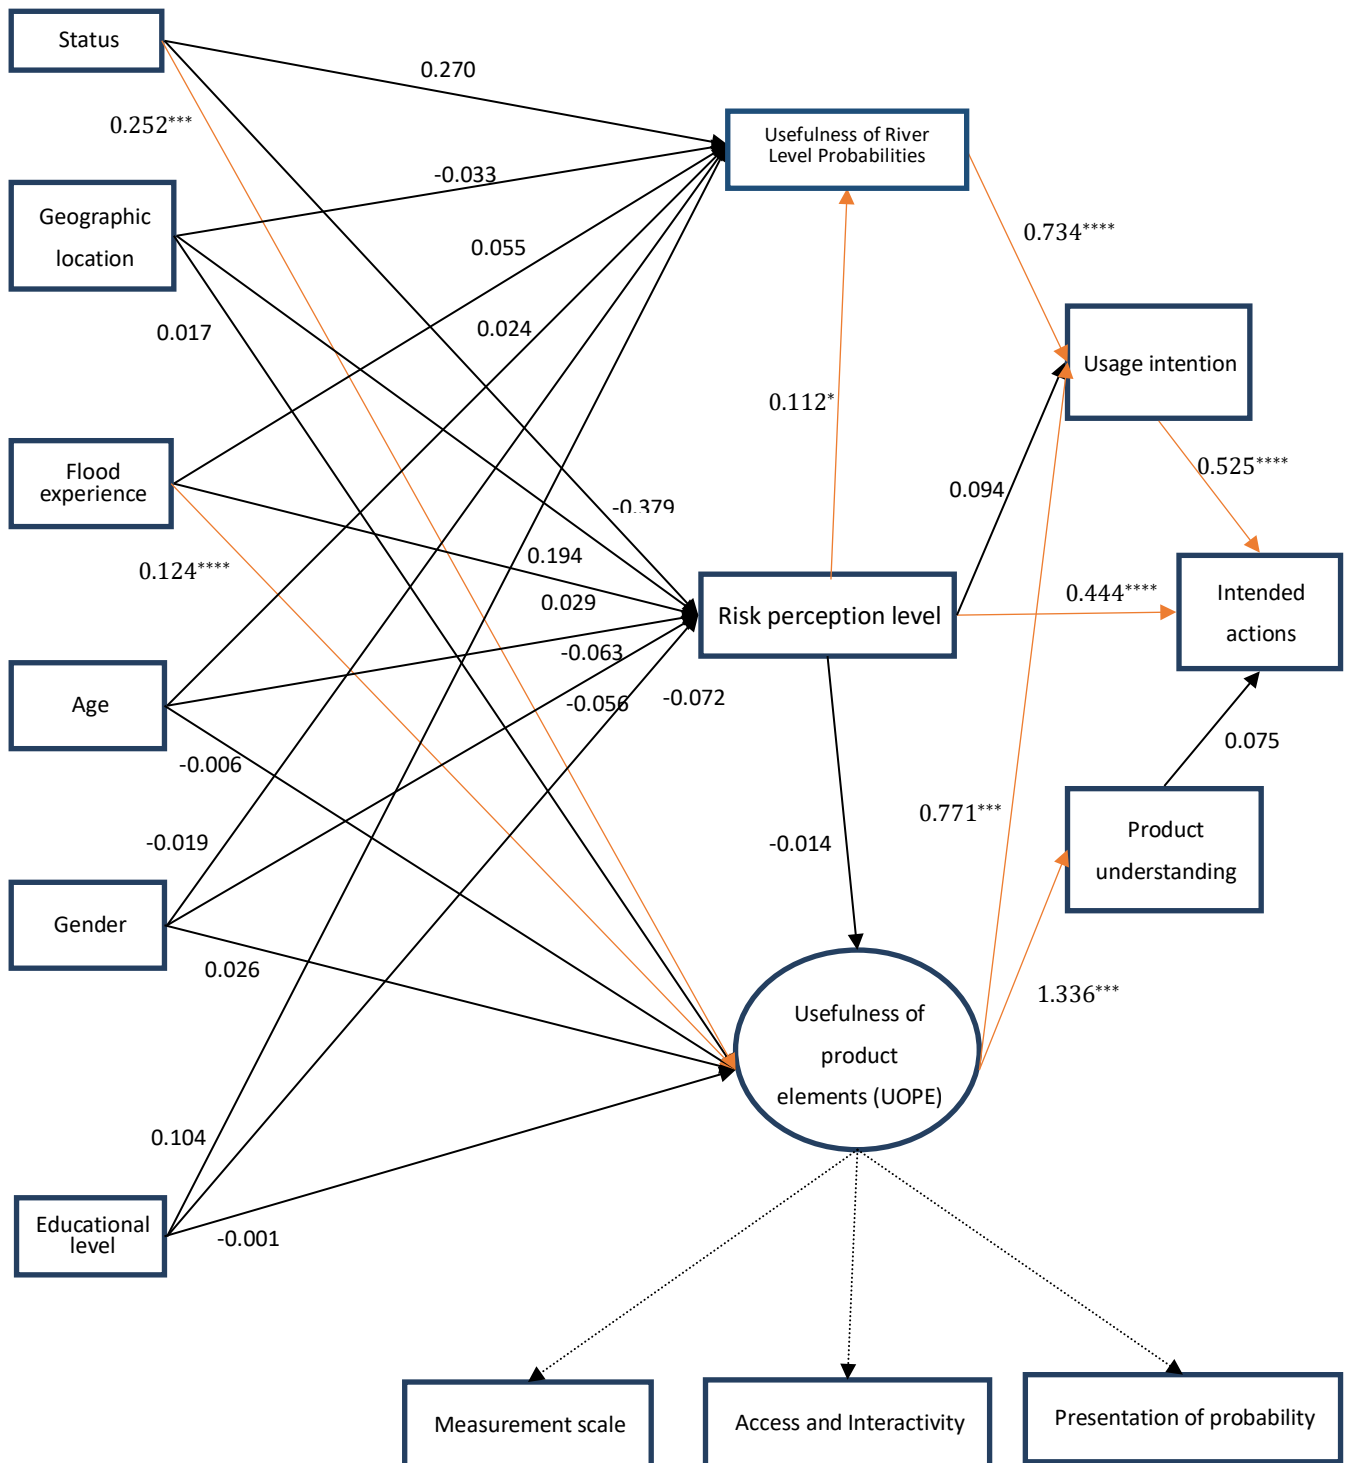 Status
0.270
0.252***
Usefulness of River
Level Probabilities
-0.033
Geographic
location
0.055
0.734****
0.017
0.024
Usage intention
0.112*
Flood
experience
0.525****
0.094
-0.379
0.194
0.124****
0.029
Risk perception level
0.444****
Intended
actions
-0.063
-0.056
-0.072
Age
-0.006
0.075
-0.019
-0.014
0.771***
Product
understanding
Gender
0.026
1.336***
Usefulness of
product
elements (UOPE)
0.104
Educational
level
-0.001
Measurement scale
Access and Interactivity
Presentation of probability